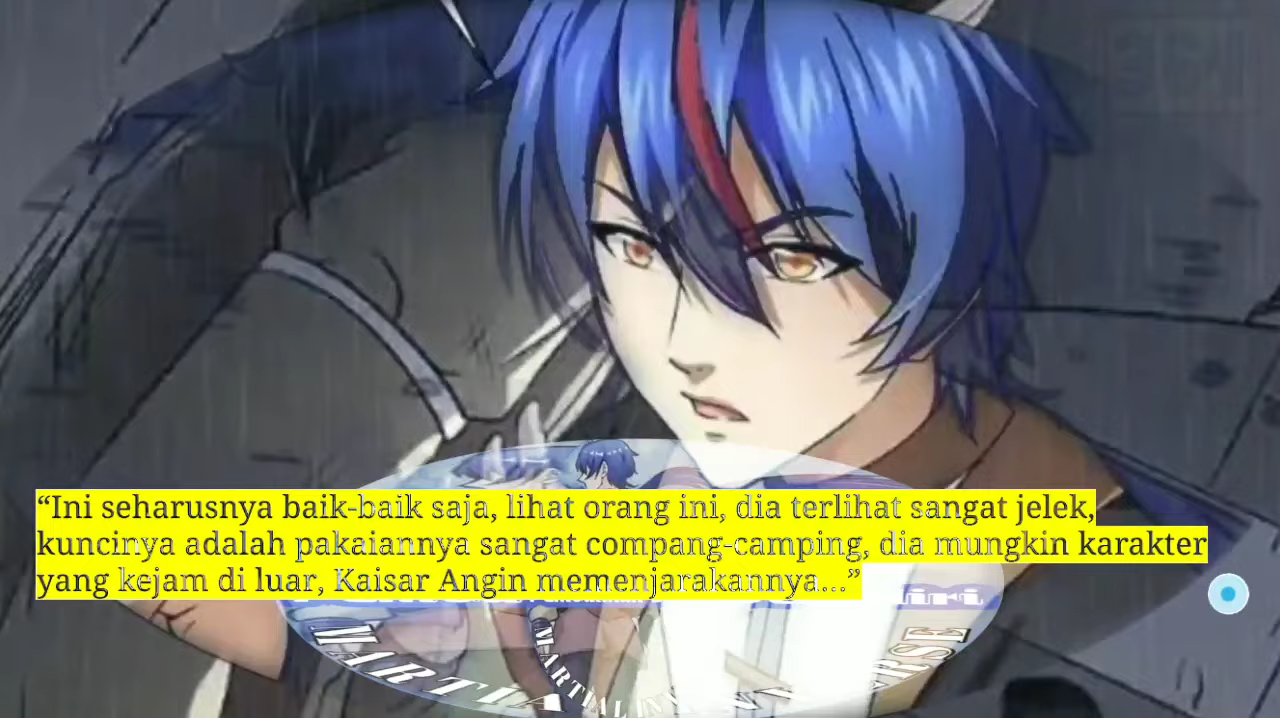 “Ini seharusnya baik-baik saja, lihat orang ini, dia terlihat sangat jelek,
kuncinya adalah pakaiannya sangat compang-camping, dia mungkin karakter
yang kejam di luar, Kaisar Angin memenjarakannya...”
MARTIAL